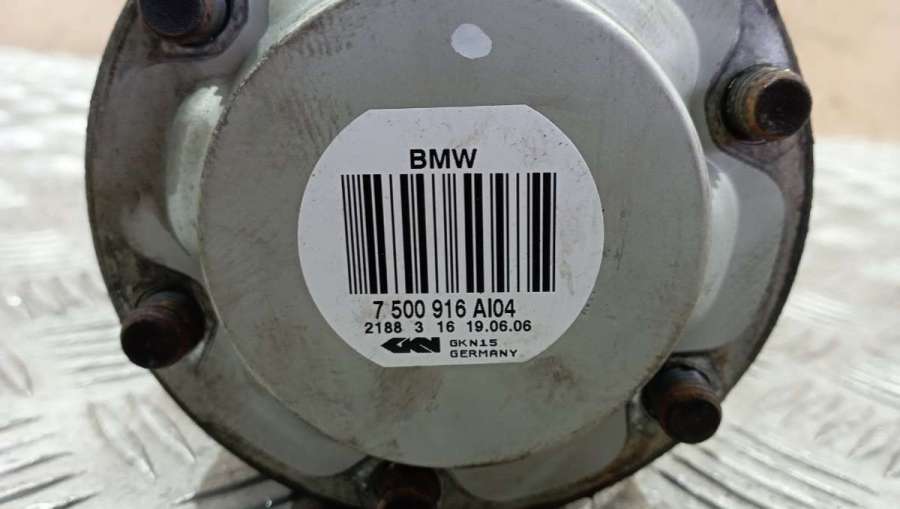 BMW
7 500 916 AI04
2188 3 16 19.06.06
GKN GKN15
GERMANY